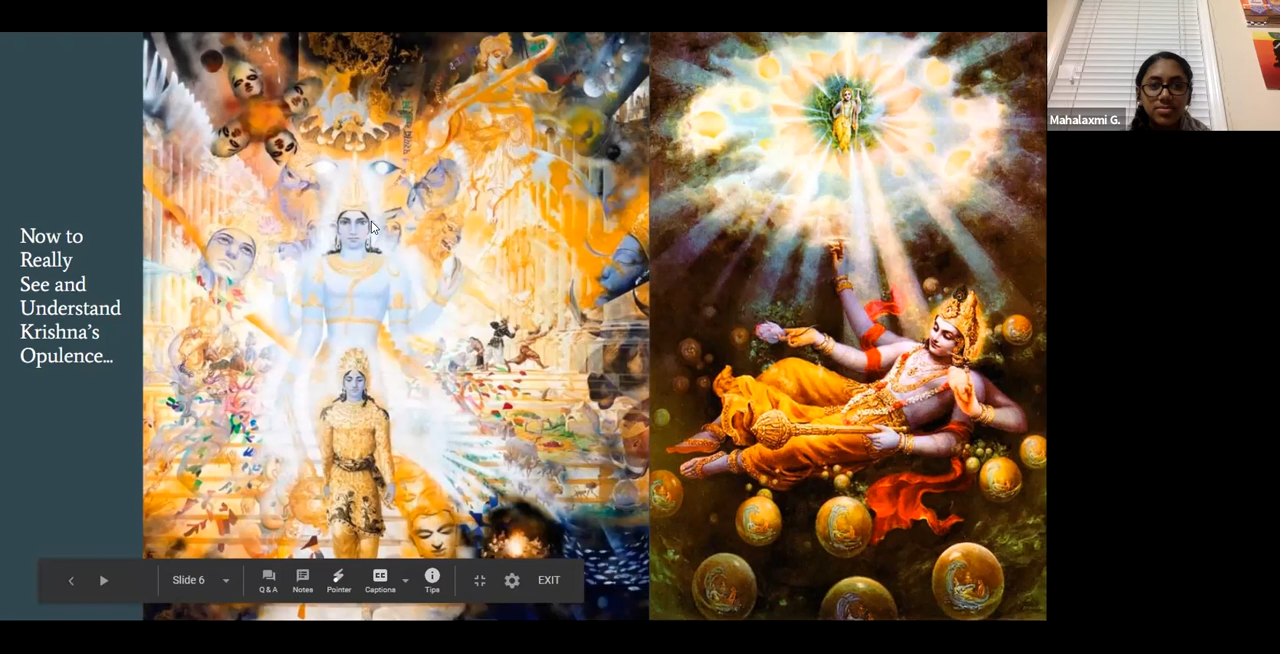 Now to
Really
See and
Understand
Krishna's
Opulence...
Mahalaxmi G.
Slide 6
Q & A
Notes
Pointer
Captions
Tips
EXIT